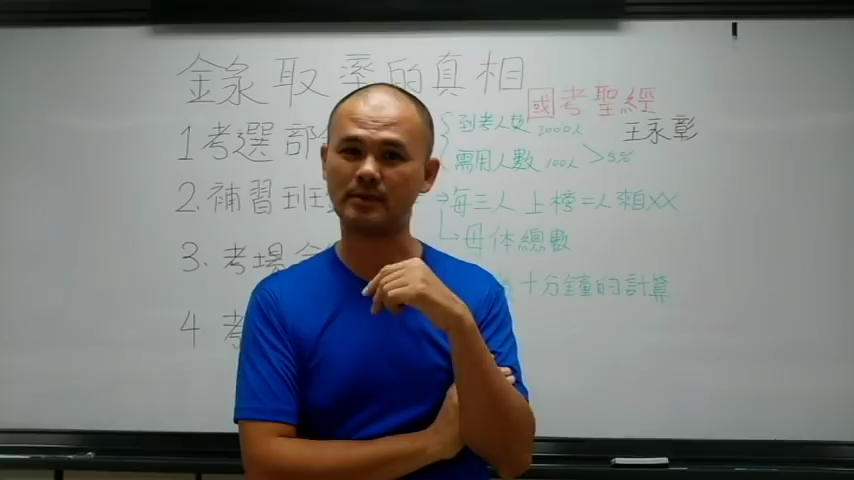 錄取率的真相
國考聖經
王永彰
1考選部
到考人數 2000人
需用人數 100人 >5%
2.補習班
⇒每三人上榜=人來自XX
↳母体總數
3.考場
十分鐘的計算
4 考